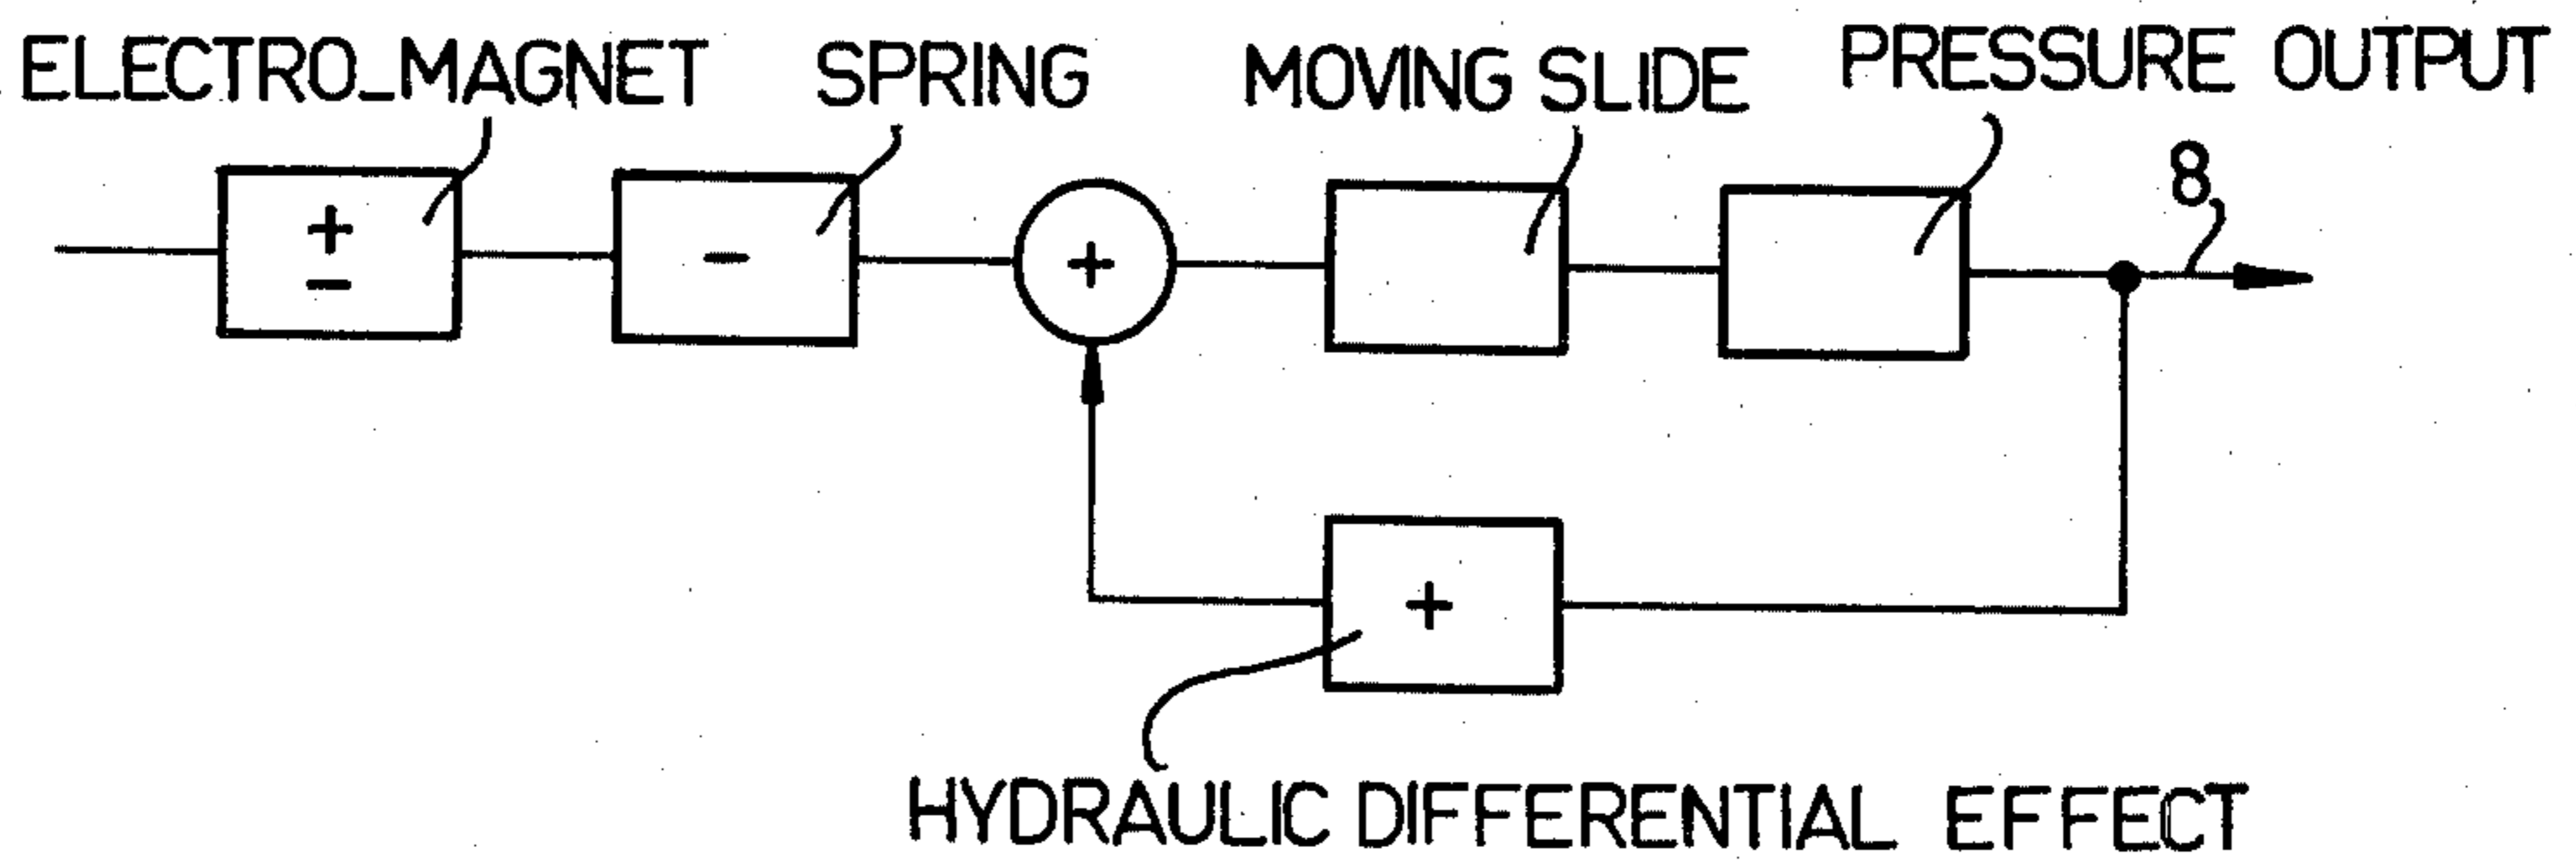 ELECTRO_MAGNET
SPRING
MOVING SLIDE
PRESSURE OUTPUT
8
+
−
−
+
+
HYDRAULIC DIFFERENTIAL EFFECT